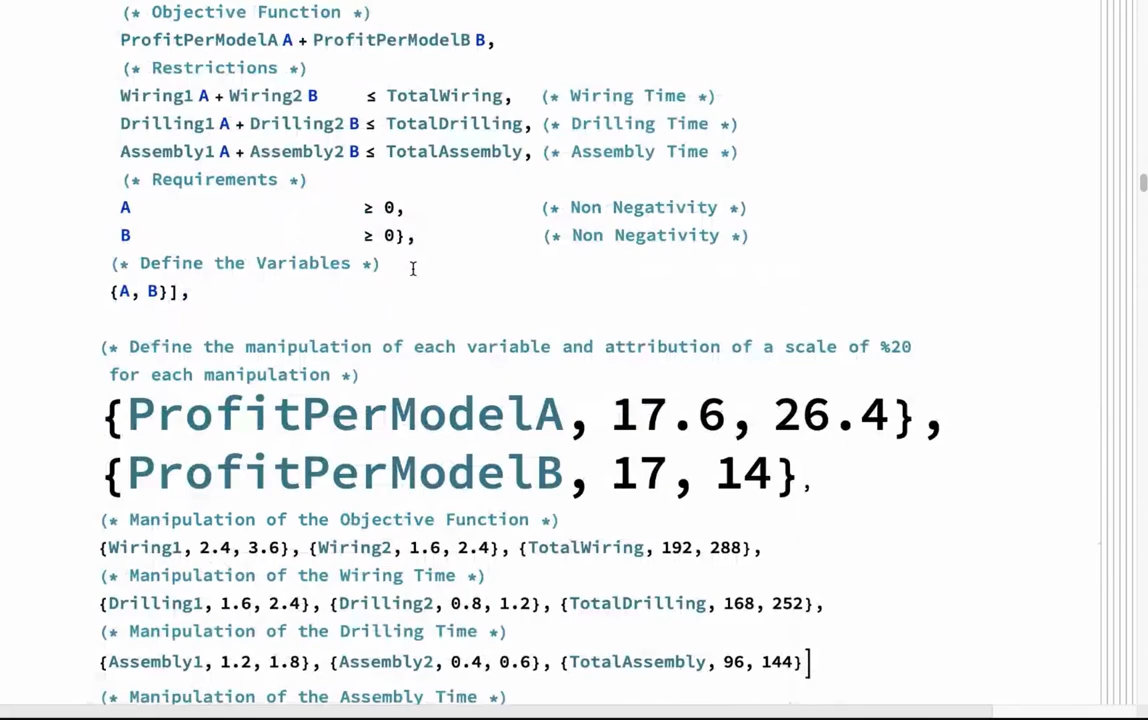 (* Objective Function *)
ProfitPerModelA A + ProfitPerModelB B,
(* Restrictions *)
Wiring1 A + Wiring2 B ≤ TotalWiring, (* Wiring Time *)
Drilling1 A + Drilling2 B ≤ TotalDrilling, (* Drilling Time *)
Assembly1 A + Assembly2 B ≤ TotalAssembly, (* Assembly Time *)
(* Requirements *)
A ≥ 0, (* Non Negativity *)
B ≥ 0}, (* Non Negativity *)
(* Define the Variables *)
{A, B}],
(* Define the manipulation of each variable and attribution of a scale of %20
for each manipulation *)
{ProfitPerModelA, 17.6, 26.4},
{ProfitPerModelB, 17, 14},
(* Manipulation of the Objective Function *)
{Wiring1, 2.4, 3.6}, {Wiring2, 1.6, 2.4}, {TotalWiring, 192, 288},
(* Manipulation of the Wiring Time *)
{Drilling1, 1.6, 2.4}, {Drilling2, 0.8, 1.2}, {TotalDrilling, 168, 252},
(* Manipulation of the Drilling Time *)
{Assembly1, 1.2, 1.8}, {Assembly2, 0.4, 0.6}, {TotalAssembly, 96, 144}]
(* Manipulation of the Assembly Time *)